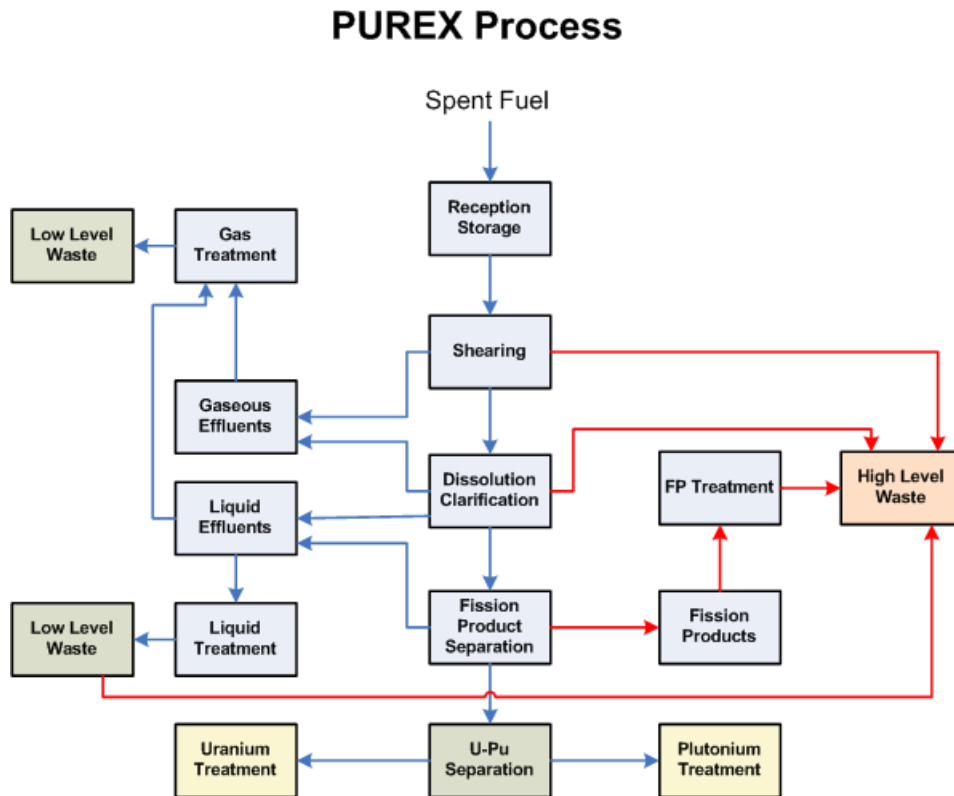 PUREX Process
Spent Fuel
Reception
Storage
Low Level
Waste
Gas
Treatment
Shearing
Gaseous
Effluents
Dissolution
Clarification
FP Treatment
High Level
Waste
Liquid
Effluents
Low Level
Waste
Liquid
Treatment
Fission
Product
Separation
Fission
Products
Uranium
Treatment
U-Pu
Separation
Plutonium
Treatment